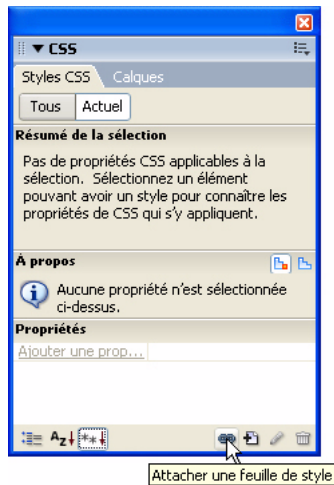 CSS
Styles CSS Calques
Tous Actuel
Résumé de la sélection
Pas de propriétés CSS applicables à la
sélection. Sélectionnez un élément
pouvant avoir un style pour connaître les
propriétés de CSS qui s'y appliquent.
À propos
Aucune propriété n'est sélectionnée
ci-dessus.
Propriétés
Ajouter une prop...
Az **
Attacher une feuille de style